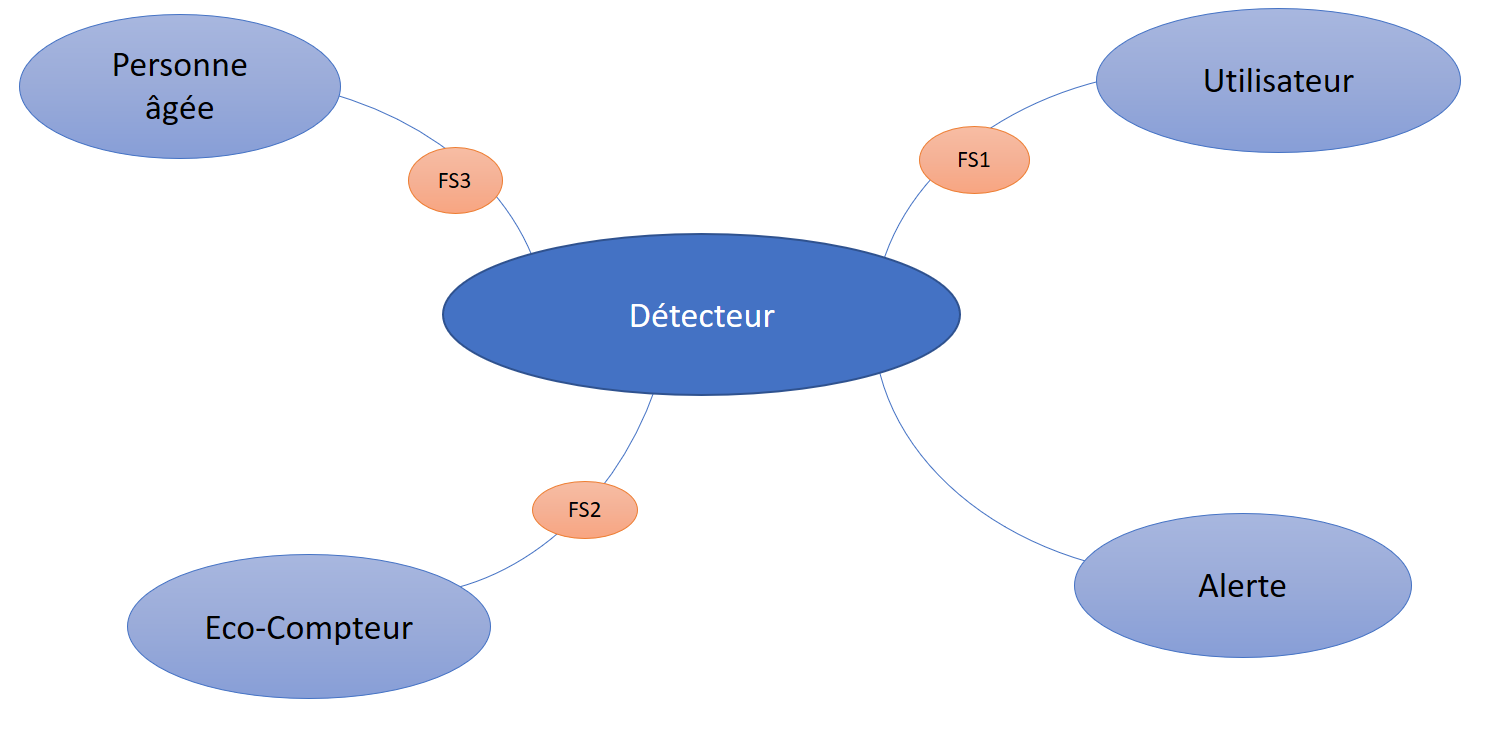 Personne
âgée
Utilisateur
FS3
FS1
Détecteur
FS2
Eco-Compteur
Alerte